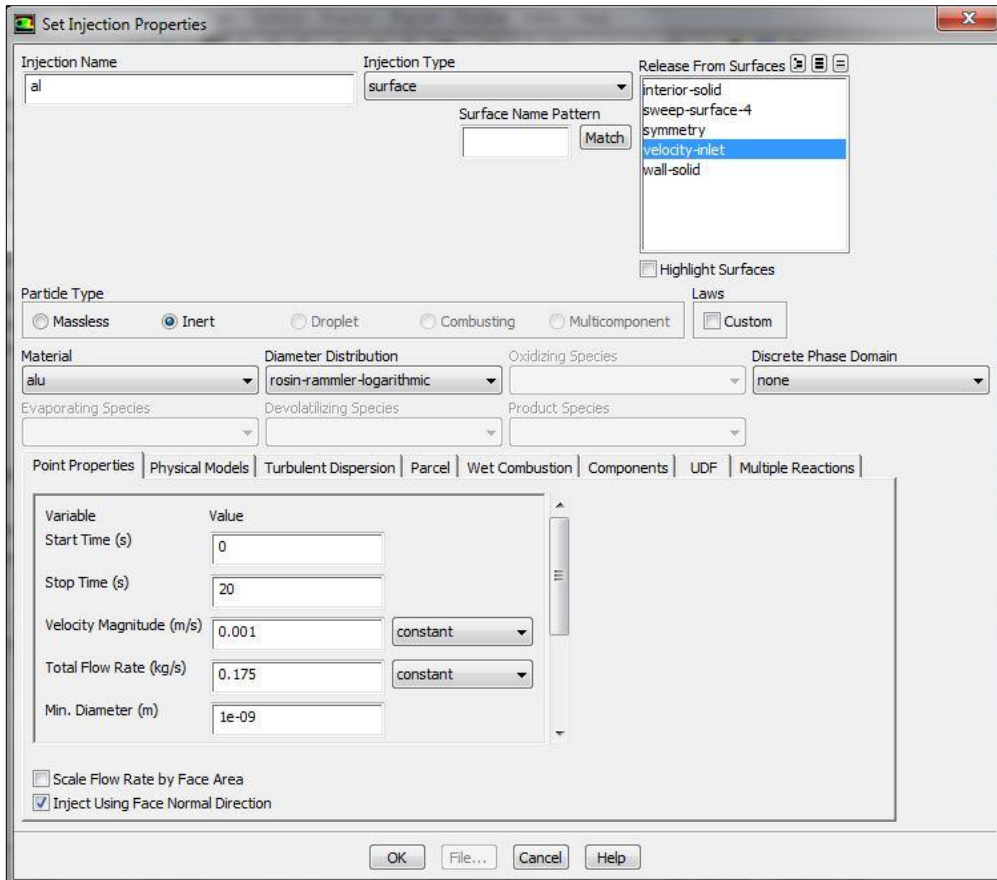 Set Injection Properties
Injection Name
Injection Type
Release From Surfaces
al
surface
interior-solid
sweep-surface-4
symmetry
velocity-inlet
wall-solid
Surface Name Pattern
Match
Highlight Surfaces
Particle Type
Laws
Massless
Inert
Droplet
Combusting
Multicomponent
Custom
Material
Diameter Distribution
Oxidizing Species
Discrete Phase Domain
alu
rosin-rammler-logarithmic
none
Evaporating Species
Devolatilizing Species
Product Species
Point Properties
Physical Models
Turbulent Dispersion
Parcel
Wet Combustion
Components
UDF
Multiple Reactions
Variable
Value
Start Time (s)
0
Stop Time (s)
20
Velocity Magnitude (m/s)
0.001
constant
Total Flow Rate (kg/s)
0.175
constant
Min. Diameter (m)
1e-09
Scale Flow Rate by Face Area
Inject Using Face Normal Direction
OK
File...
Cancel
Help